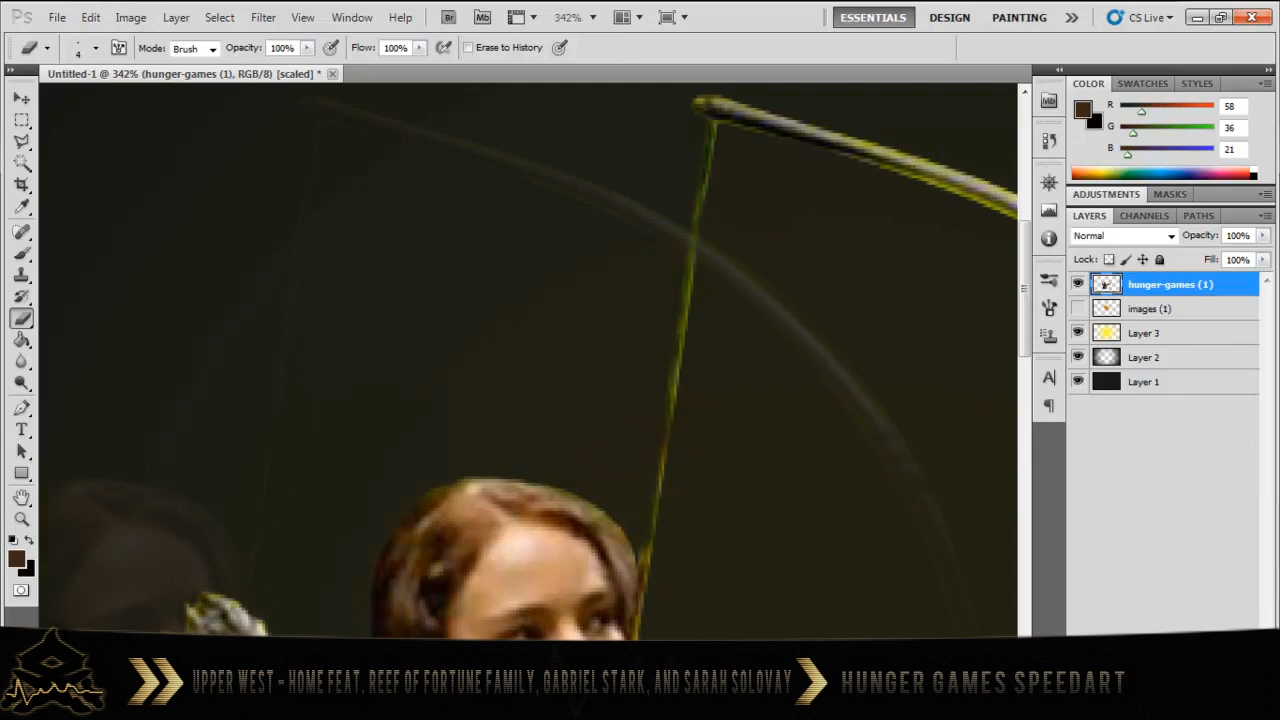 Ps File Edit Image Layer Select Filter View Window Help Br Mb 342% ESSENTIALS DESIGN PAINTING CS Live
4 Mode: Brush Opacity: 100% Flow: 100% Erase to History
Untitled-1 @ 342% (hunger-games (1), RGB/8) [scaled] *
COLOR SWATCHES STYLES
Mb
R 58
G 36
B 21
ADJUSTMENTS MASKS
LAYERS CHANNELS PATHS
Normal Opacity: 100%
Lock: Fill: 100%
hunger-games (1)
images (1)
Layer 3
Layer 2
Layer 1
A
T
UPPER WEST - HOME FEAT. REEF OF FORTUNE FAMILY, GABRIEL STARK, AND SARAH SOLOVAY HUNGER GAMES SPEEDART